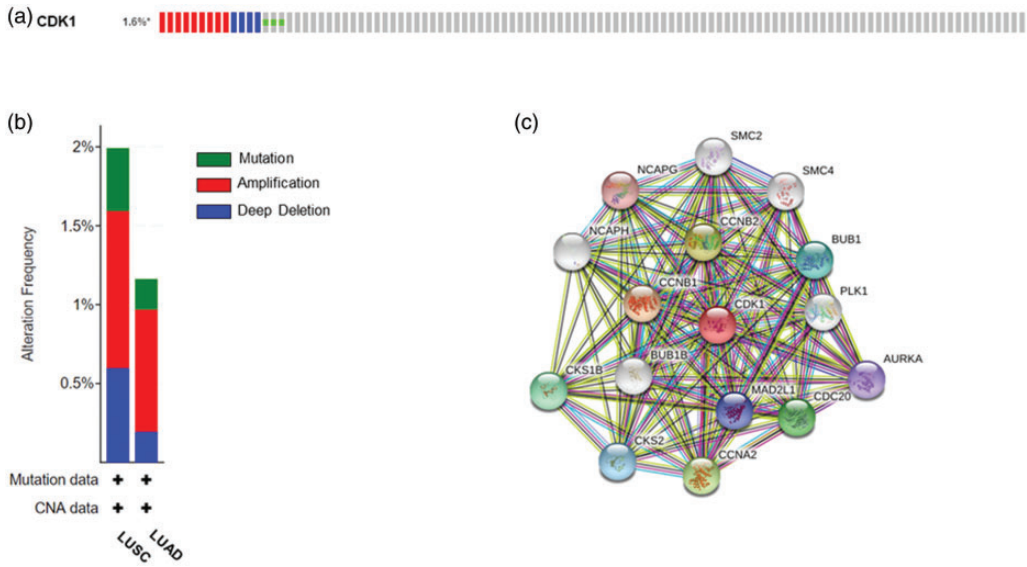 (a) CDK1 1.6%*
(b)
2%
1.5%
1%
0.5%
Alteration Frequency
Mutation
Amplification
Deep Deletion
Mutation data + +
CNA data + +
LUSC
LUAD
(c)
SMC2
NCAPG
SMC4
CCNB2
NCAPH
BUB1
CCNB1
PLK1
CDK1
BUB1B
AURKA
CKS1B
MAD2L1
CDC20
CKS2
CCNA2